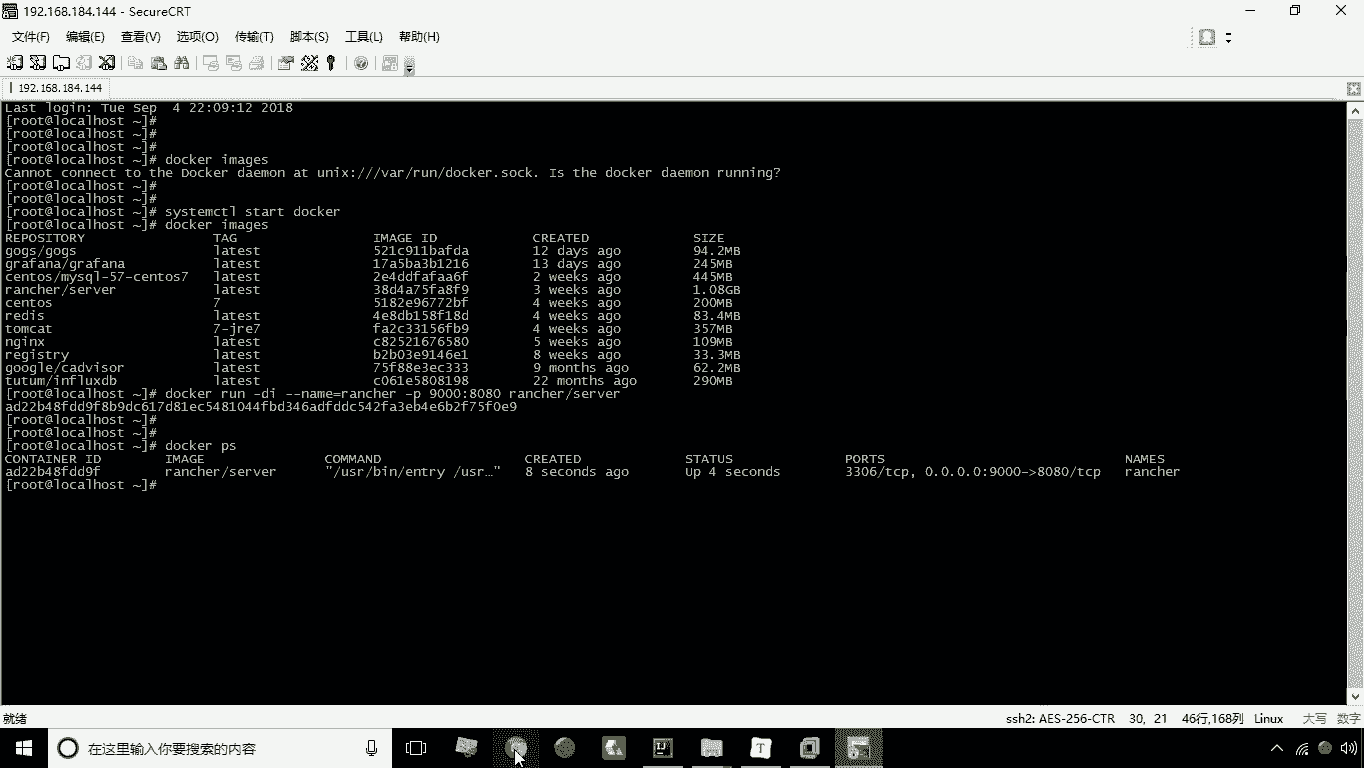 192.168.184.144 - SecureCRT
文件(F) 编辑(E) 查看(V) 选项(O) 传输(T) 脚本(S) 工具(L) 帮助(H)
192.168.184.144
Last login: Tue Sep  4 22:09:12 2018
[root@localhost ~]#
[root@localhost ~]#
[root@localhost ~]#
[root@localhost ~]# docker images
Cannot connect to the Docker daemon at unix:///var/run/docker.sock. Is the docker daemon running?
[root@localhost ~]#
[root@localhost ~]#
[root@localhost ~]# systemctl start docker
[root@localhost ~]# docker images
REPOSITORY TAG IMAGE ID CREATED SIZE
gogs/gogs latest 521c911bafda 12 days ago 94.2MB
grafana/grafana latest 17a5ba3b1216 13 days ago 245MB
centos/mysql-57-centos7 latest 2e4ddfafaa6f 2 weeks ago 445MB
rancher/server latest 38d4a75fa8f9 3 weeks ago 1.08GB
centos 7 5182e96772bf 4 weeks ago 200MB
redis latest 4e8db158f18d 4 weeks ago 83.4MB
tomcat 7-jre7 fa2c33156fb9 4 weeks ago 357MB
nginx latest c82521676580 5 weeks ago 109MB
registry latest b2b03e9146e1 8 weeks ago 33.3MB
google/cadvisor latest 75f88e3ec333 9 months ago 62.2MB
tutum/influxdb latest c061e5808198 22 months ago 290MB
[root@localhost ~]# docker run -di --name=rancher -p 9000:8080 rancher/server
ad22b48fdd9f8b9dc617d81ec5481044fbd346adfddc542fa3eb4e6b2f75f0e9
[root@localhost ~]#
[root@localhost ~]#
[root@localhost ~]# docker ps
CONTAINER ID IMAGE COMMAND CREATED STATUS PORTS NAMES
ad22b48fdd9f rancher/server "/usr/bin/entry /usr…" 8 seconds ago Up 4 seconds 3306/tcp, 0.0.0.0:9000->8080/tcp rancher
[root@localhost ~]#
就绪 ssh2: AES-256-CTR 30, 21 46行,168列 Linux 大写 数字
在这里输入你要搜索的内容